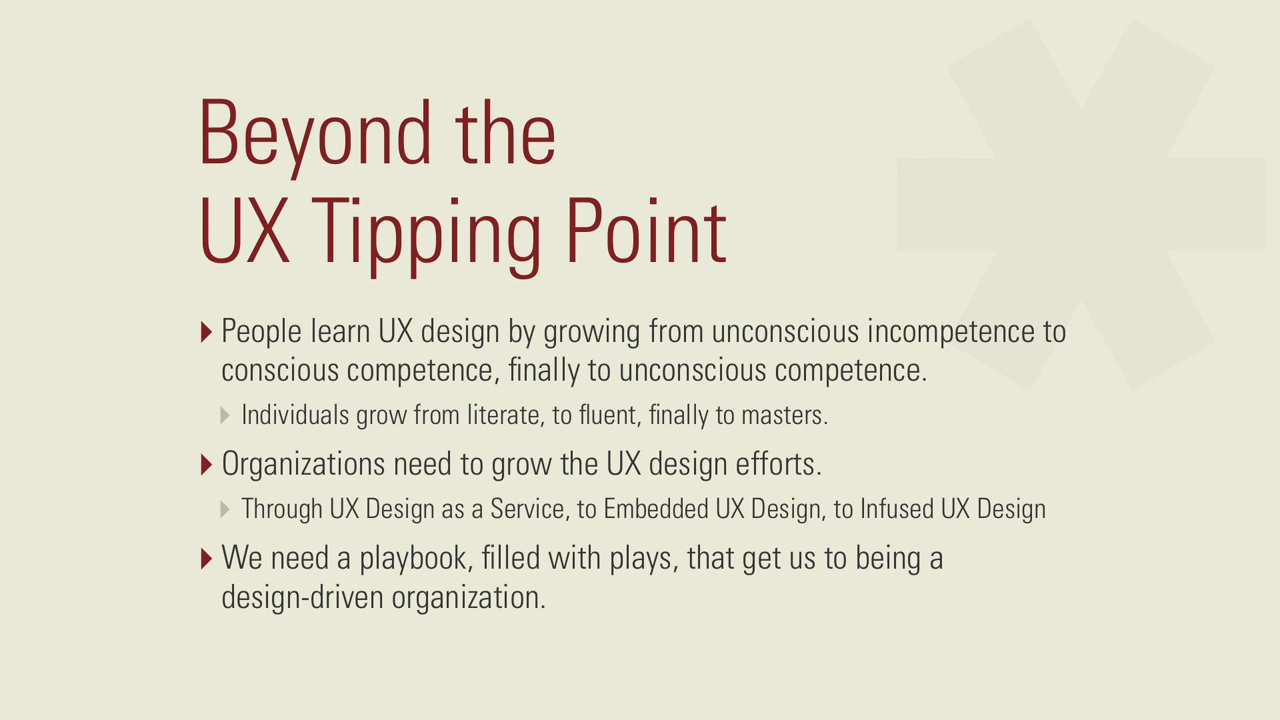 Beyond the
UX Tipping Point
People learn UX design by growing from unconscious incompetence to
conscious competence, finally to unconscious competence.
Individuals grow from literate, to fluent, finally to masters.
Organizations need to grow the UX design efforts.
Through UX Design as a Service, to Embedded UX Design, to Infused UX Design
We need a playbook, filled with plays, that get us to being a
design-driven organization.